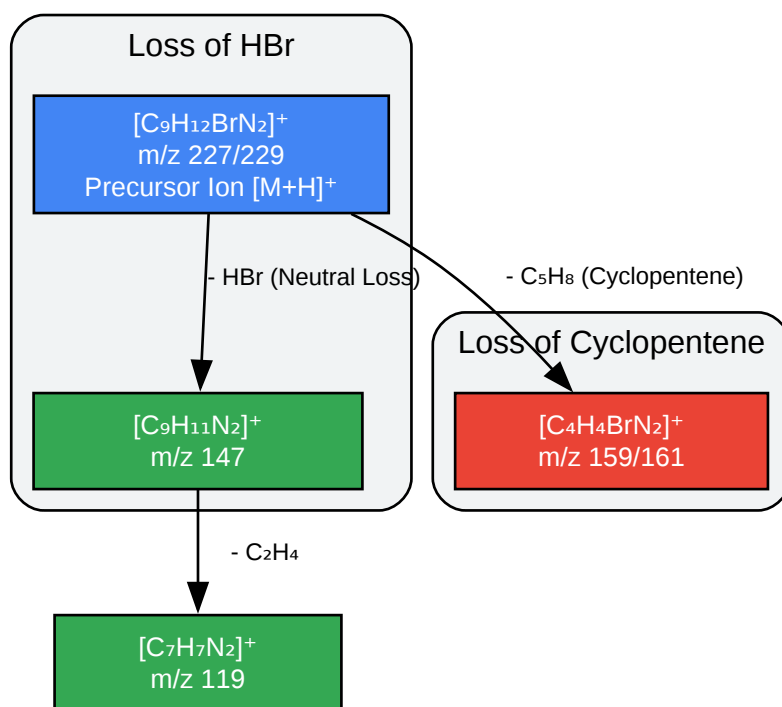 Loss of HBr
[C₉H₁₂BrN₂]⁺
m/z 227/229
Precursor Ion [M+H]⁺
- HBr (Neutral Loss)
- C₅H₈ (Cyclopentene)
Loss of Cyclopentene
[C₉H₁₁N₂]⁺
m/z 147
[C₄H₄BrN₂]⁺
m/z 159/161
- C₂H₄
[C₇H₇N₂]⁺
m/z 119